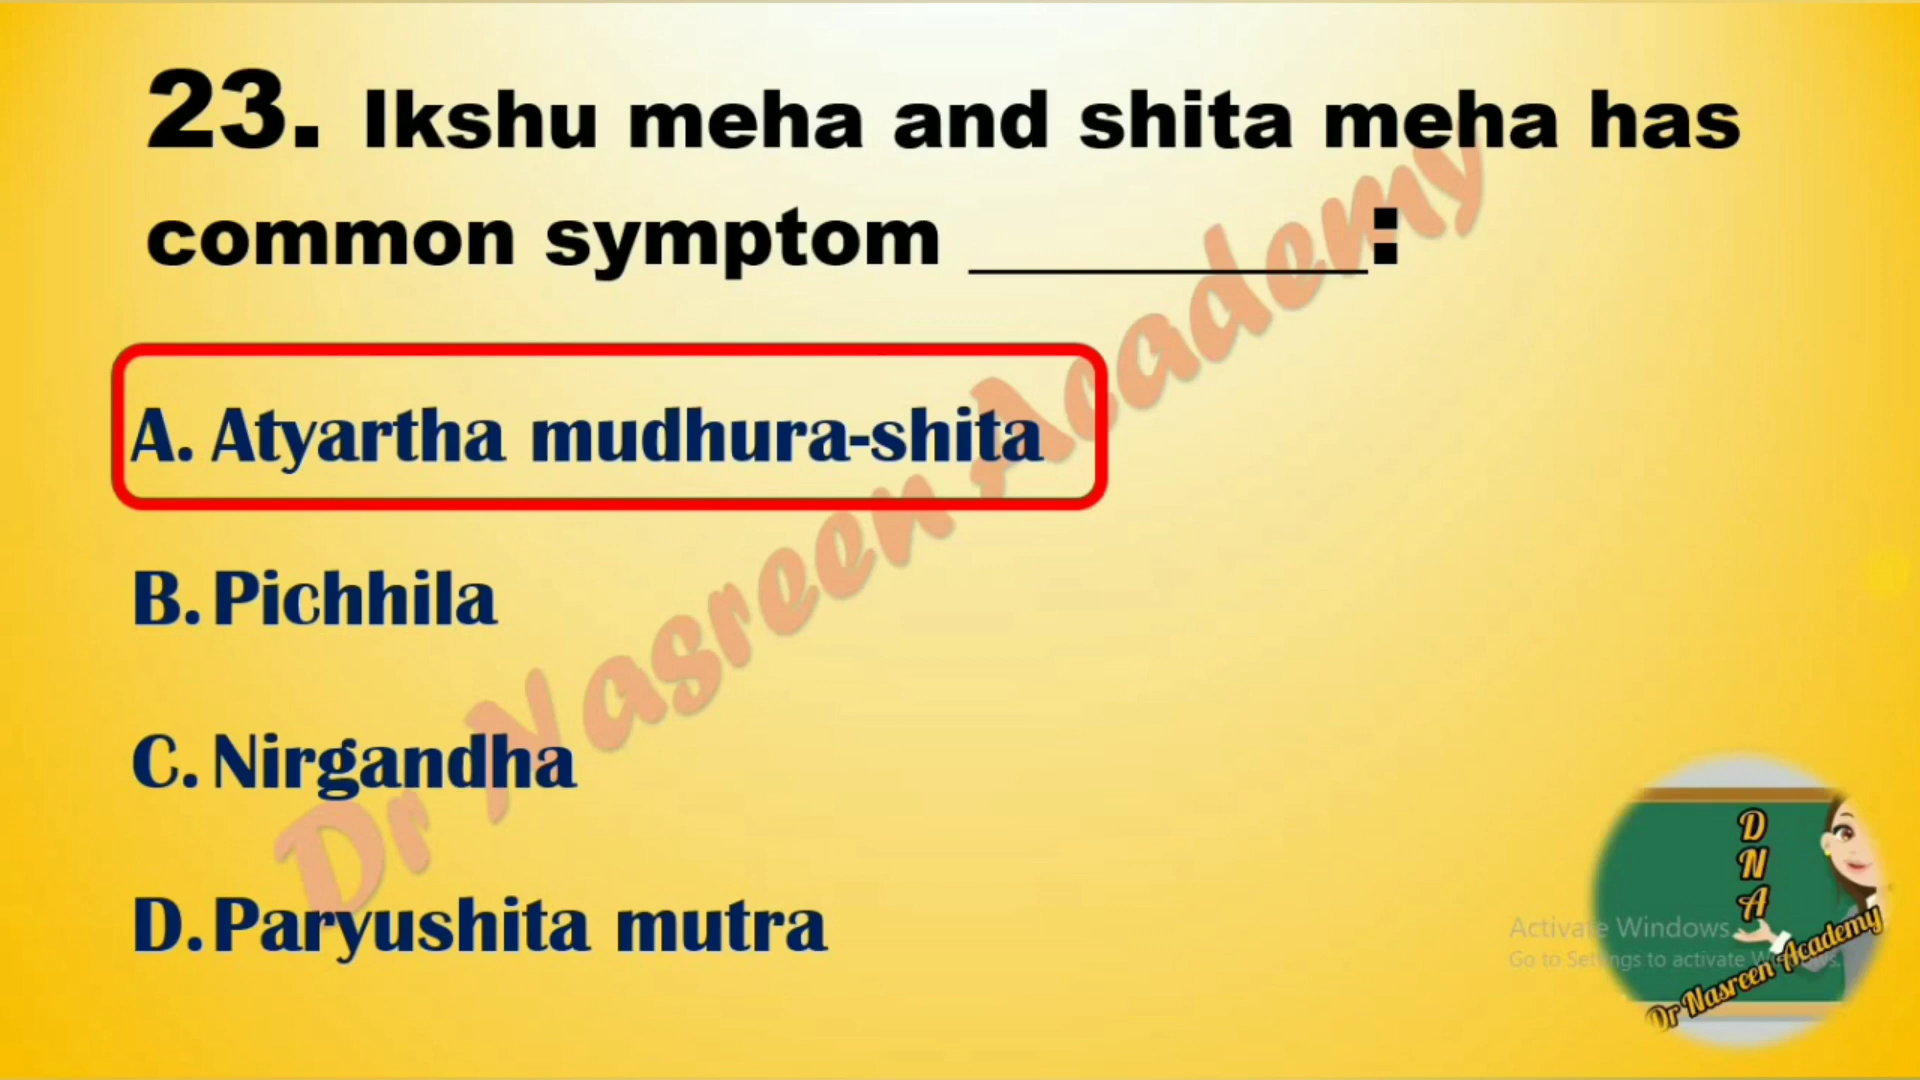 23. Ikshu meha and shita meha has
common symptom __________:
A. Atyartha mudhura-shita
B. Pichhila
C. Nirgandha
D. Paryushita mutra
Dr Nasreen Academy
D
N
A
Dr Nasreen Academy
Activate Windows
Go to Settings to activate Windows.